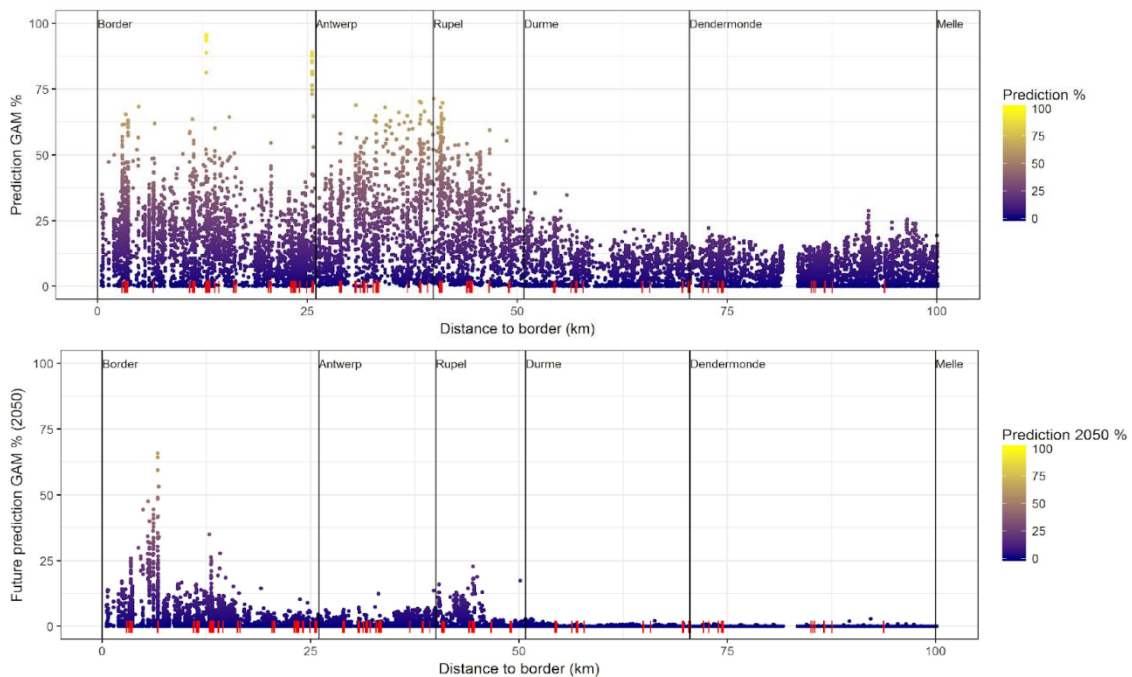 100
75
50
25
0
Prediction GAM %
Border
Antwerp
Rupel
Durme
Dendermonde
Melle
0
25
50
75
100
Distance to border (km)
Prediction %
100
75
50
25
0
100
75
50
25
0
Future prediction GAM % (2050)
Border
Antwerp
Rupel
Durme
Dendermonde
Melle
0
25
50
75
100
Distance to border (km)
Prediction 2050 %
100
75
50
25
0